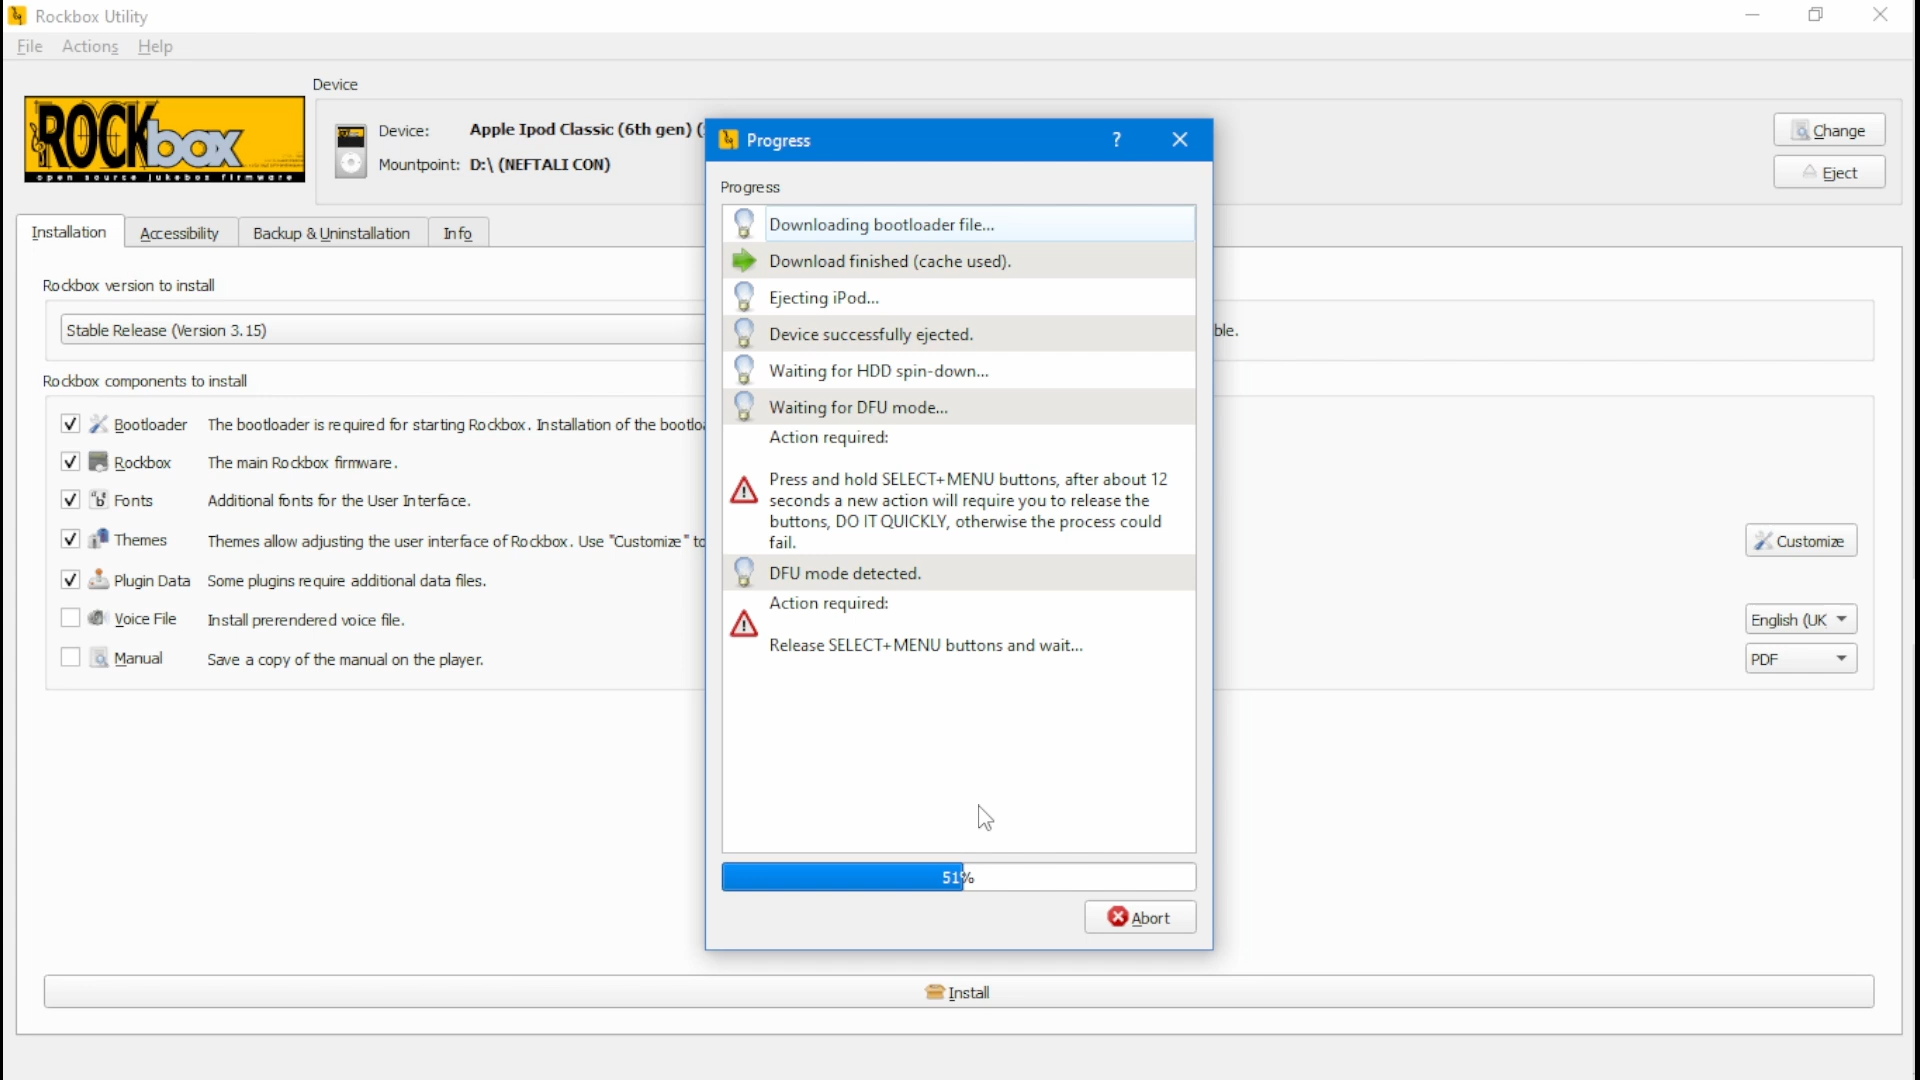 Rockbox Utility
File Actions Help
Device
ROCKbox
open source jukebox firmware
Device: Apple Ipod Classic (6th gen) (
Mountpoint: D:\ (NEFTALI CON)
Change
Eject
Installation Accessibility Backup & Uninstallation Info
Rockbox version to install
Stable Release (Version 3.15)
ble.
Rockbox components to install
Bootloader The bootloader is required for starting Rockbox. Installation of the bootlo
Rockbox The main Rockbox firmware.
Fonts Additional fonts for the User Interface.
Themes Themes allow adjusting the user interface of Rockbox. Use "Customize" to
Customize
Plugin Data Some plugins require additional data files.
Voice File Install prerendered voice file.
English (UK
Manual Save a copy of the manual on the player.
PDF
Install
Progress
?
Progress
Downloading bootloader file...
Download finished (cache used).
Ejecting iPod...
Device successfully ejected.
Waiting for HDD spin-down...
Waiting for DFU mode...
Action required:
Press and hold SELECT+MENU buttons, after about 12
seconds a new action will require you to release the
buttons, DO IT QUICKLY, otherwise the process could
fail.
DFU mode detected.
Action required:
Release SELECT+MENU buttons and wait...
51%
Abort